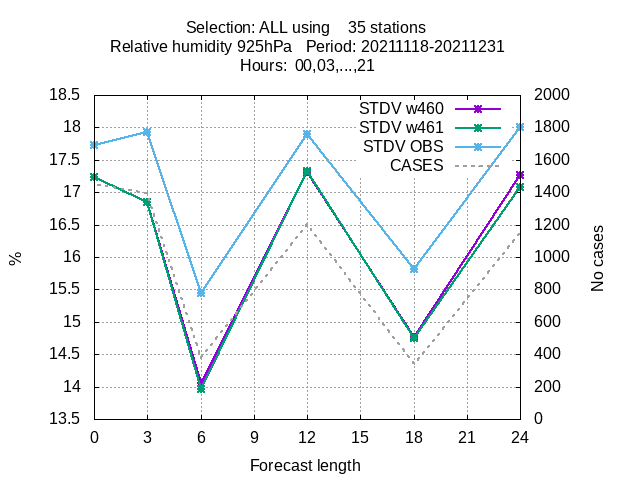 Selection: ALL using 35 stations
Relative humidity 925hPa Period: 20211118-20211231
Hours: 00,03,...,21
18.5
18
17.5
17
16.5
16
15.5
15
14.5
14
13.5
%
2000
1800
1600
1400
1200
1000
800
600
400
200
0
No cases
STDV w460
STDV w461
STDV OBS
CASES
0 3 6 9 12 15 18 21 24
Forecast length